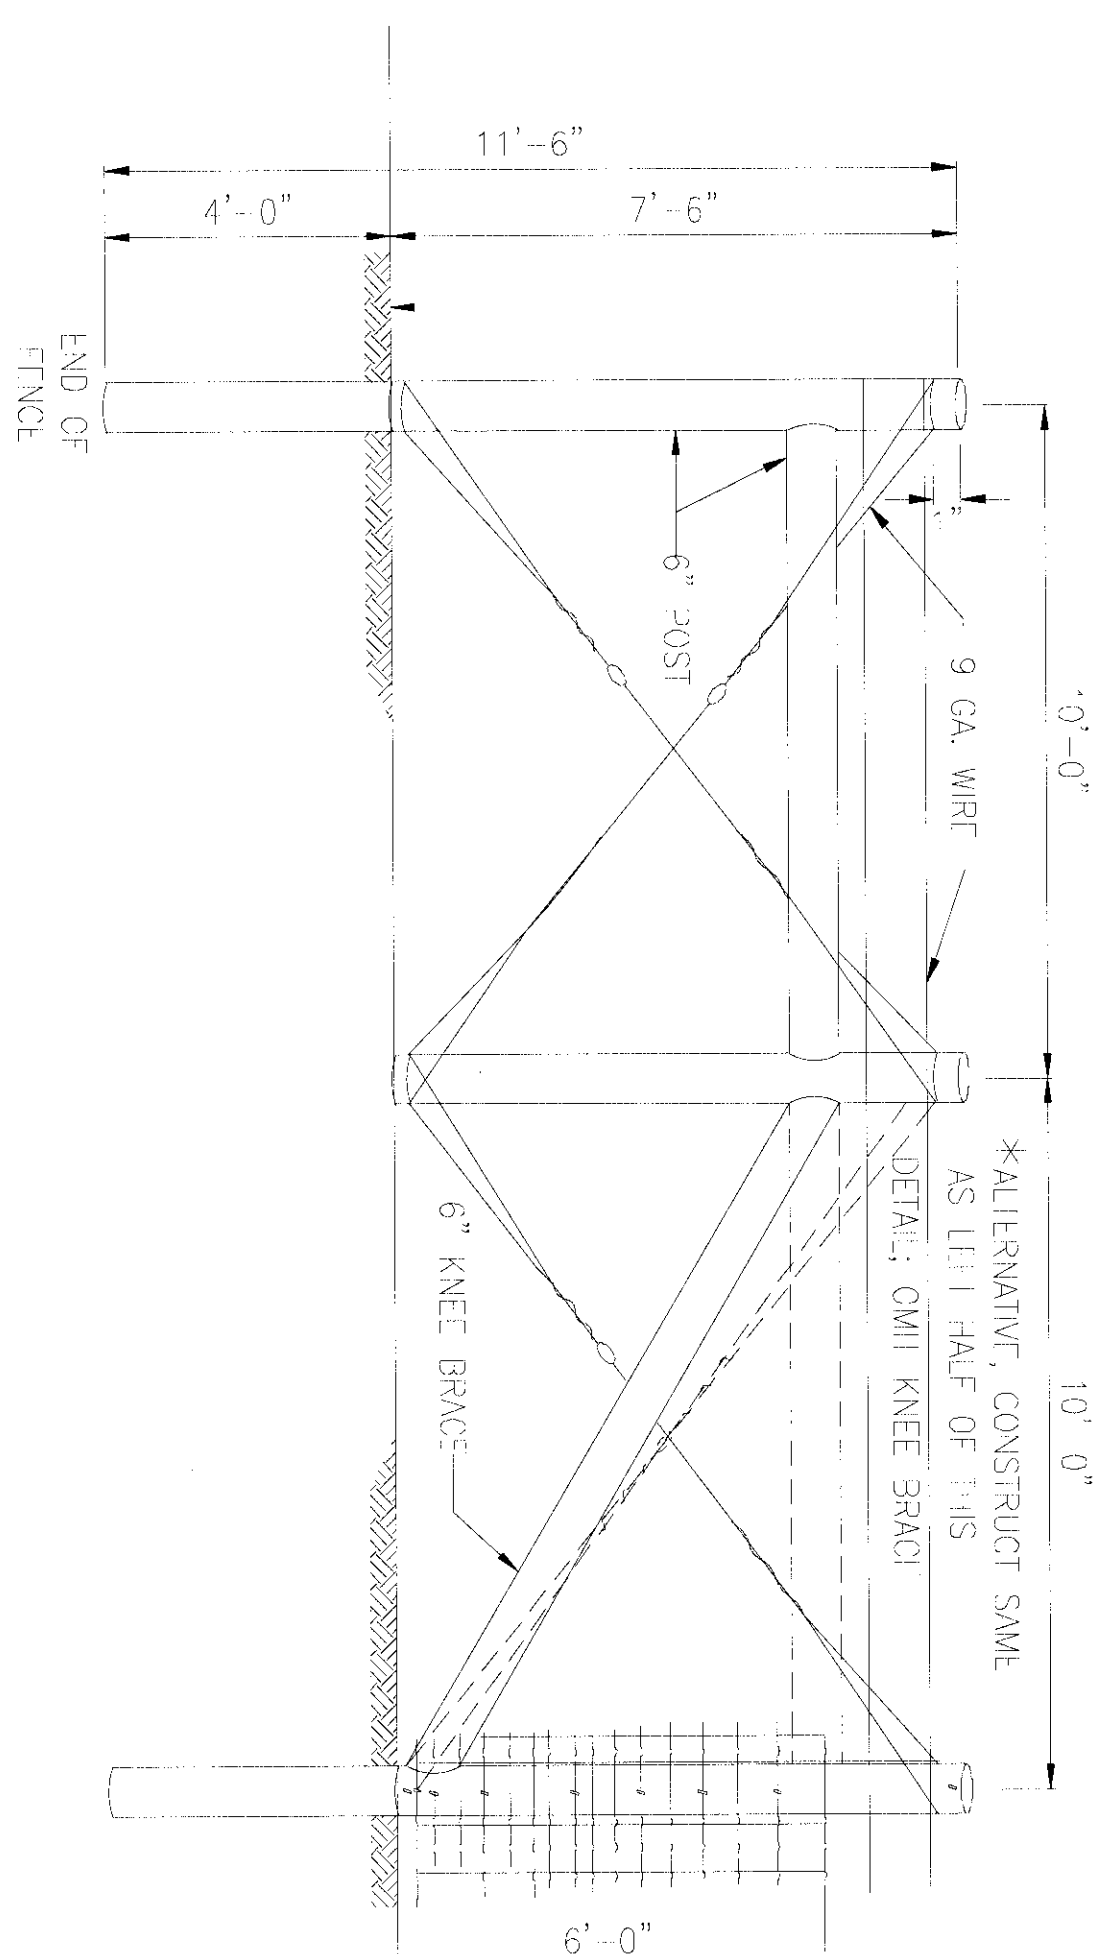 10'-0"
10' 0"
*ALTERNATIVE, CONSTRUCT SAME
AS LEFT HALF OF THIS
DETAIL; OMIT KNEE BRACE
9 GA. WIRE
11'-6"
7'-6"
4'-0"
6" POST
6" KNEE BRACE
6'-0"
END OF
FENCE